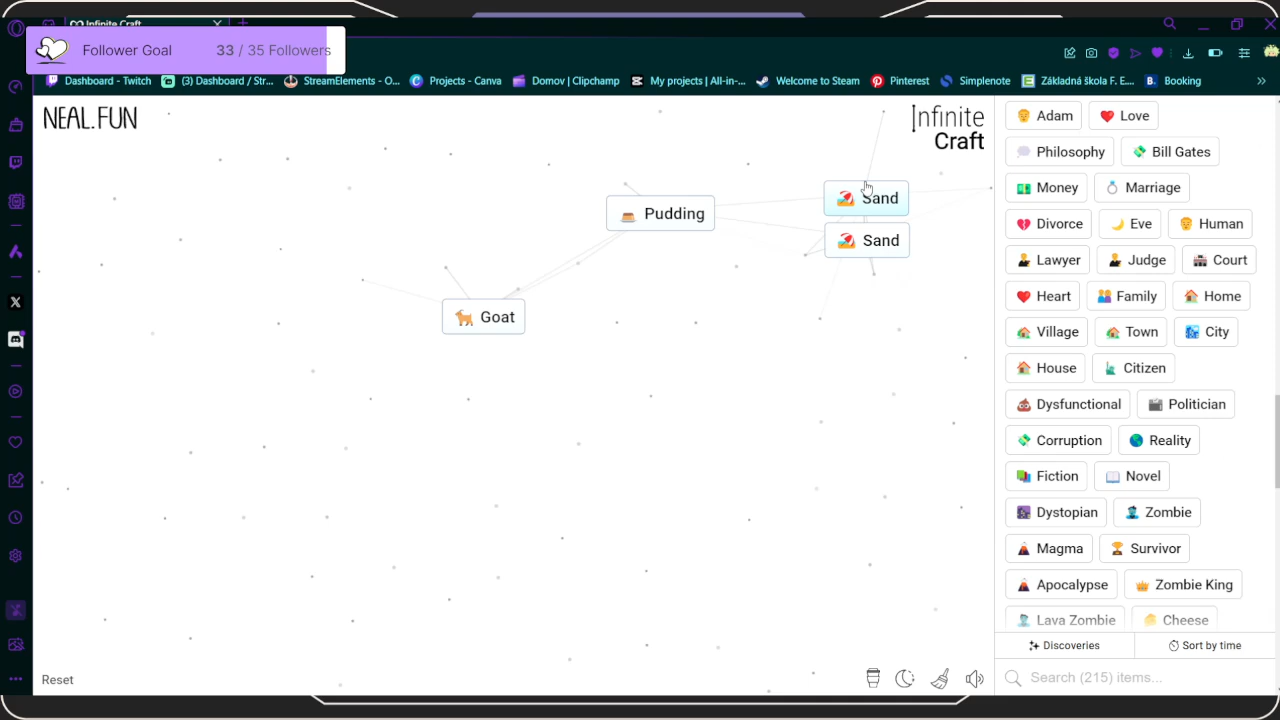 Infinite Craft
Follower Goal 33 / 35 Followers
Dashboard - Twitch (3) Dashboard / Str... StreamElements - O... Projects - Canva Domov | Clipchamp My projects | All-in-... Welcome to Steam Pinterest Simplenote Základná škola F. E... Booking
NEAL.FUN
Infinite
Craft
Pudding
Sand
Sand
Goat
Adam Love
Philosophy Bill Gates
Money Marriage
Divorce Eve Human
Lawyer Judge Court
Heart Family Home
Village Town City
House Citizen
Dysfunctional Politician
Corruption Reality
Fiction Novel
Dystopian Zombie
Magma Survivor
Apocalypse Zombie King
Lava Zombie Cheese
Discoveries Sort by time
Search (215) items...
Reset